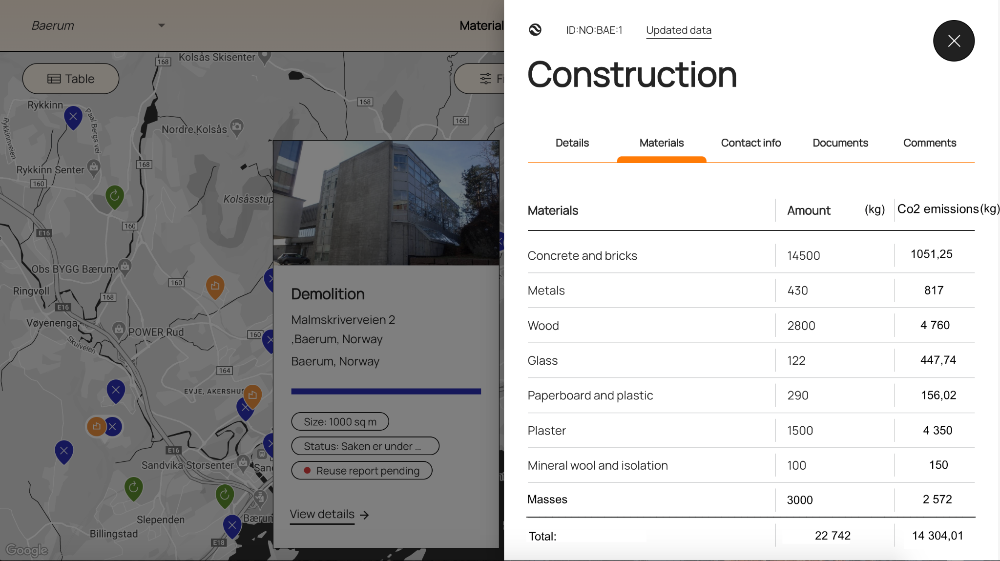 Baerum
Material
Table
Fi
Kolsås Skisenter
168
168
168
Rykkinn
Paal Bergs vei
Rykkinnveien
Nordre Kolsås
168
Rykkinn Senter
160
Kolsåsstup
160
E16
Obs BYGG Bærum
160
Ringvoll
168
E16
Vøyenenga
POWER Rud
160
Skuiveien
164
EVJE, AKERSHUS
E16
Sandvika Storsenter
San
Slependen
Bærum
Billingstad
E18
Google
Demolition
Malmskriverveien 2
,Baerum, Norway
Baerum, Norway
Size: 1000 sq m
Status: Saken er under ...
Reuse report pending
View details →
ID:NO:BAE:1 Updated data
Construction
Details Materials Contact info Documents Comments
Materials Amount (kg) Co2 emissions(kg)
Concrete and bricks 14500 1051,25
Metals 430 817
Wood 2800 4 760
Glass 122 447,74
Paperboard and plastic 290 156,02
Plaster 1500 4 350
Mineral wool and isolation 100 150
Masses 3000 2 572
Total: 22 742 14 304,01